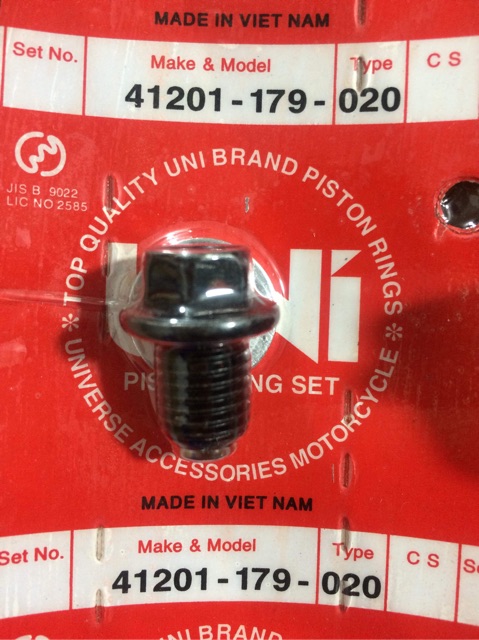 MADE IN VIET NAM
Set No. Make & Model Type C S
41201-179-020
JIS B 9022
LIC NO 2585
* TOP QUALITY UNI BRAND PISTON RINGS *
UNIVERSE ACCESSORIES MOTORCYCLE
NG SET
MADE IN VIET NAM
Set No. Make & Model Type C S
41201-179-020
UNI BRAND